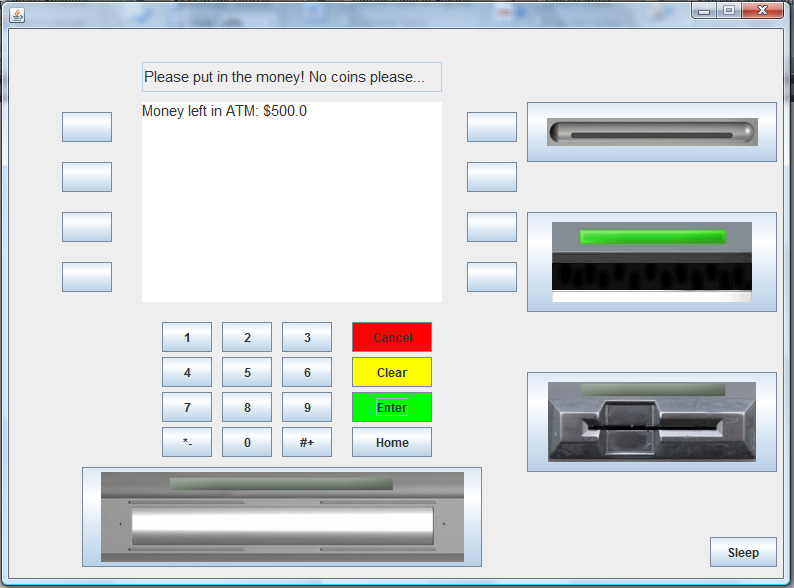 Please put in the money! No coins please...
Money left in ATM: $500.0
1 2 3 Cancel
4 5 6 Clear
7 8 9 Enter
*- 0 #+ Home
Sleep